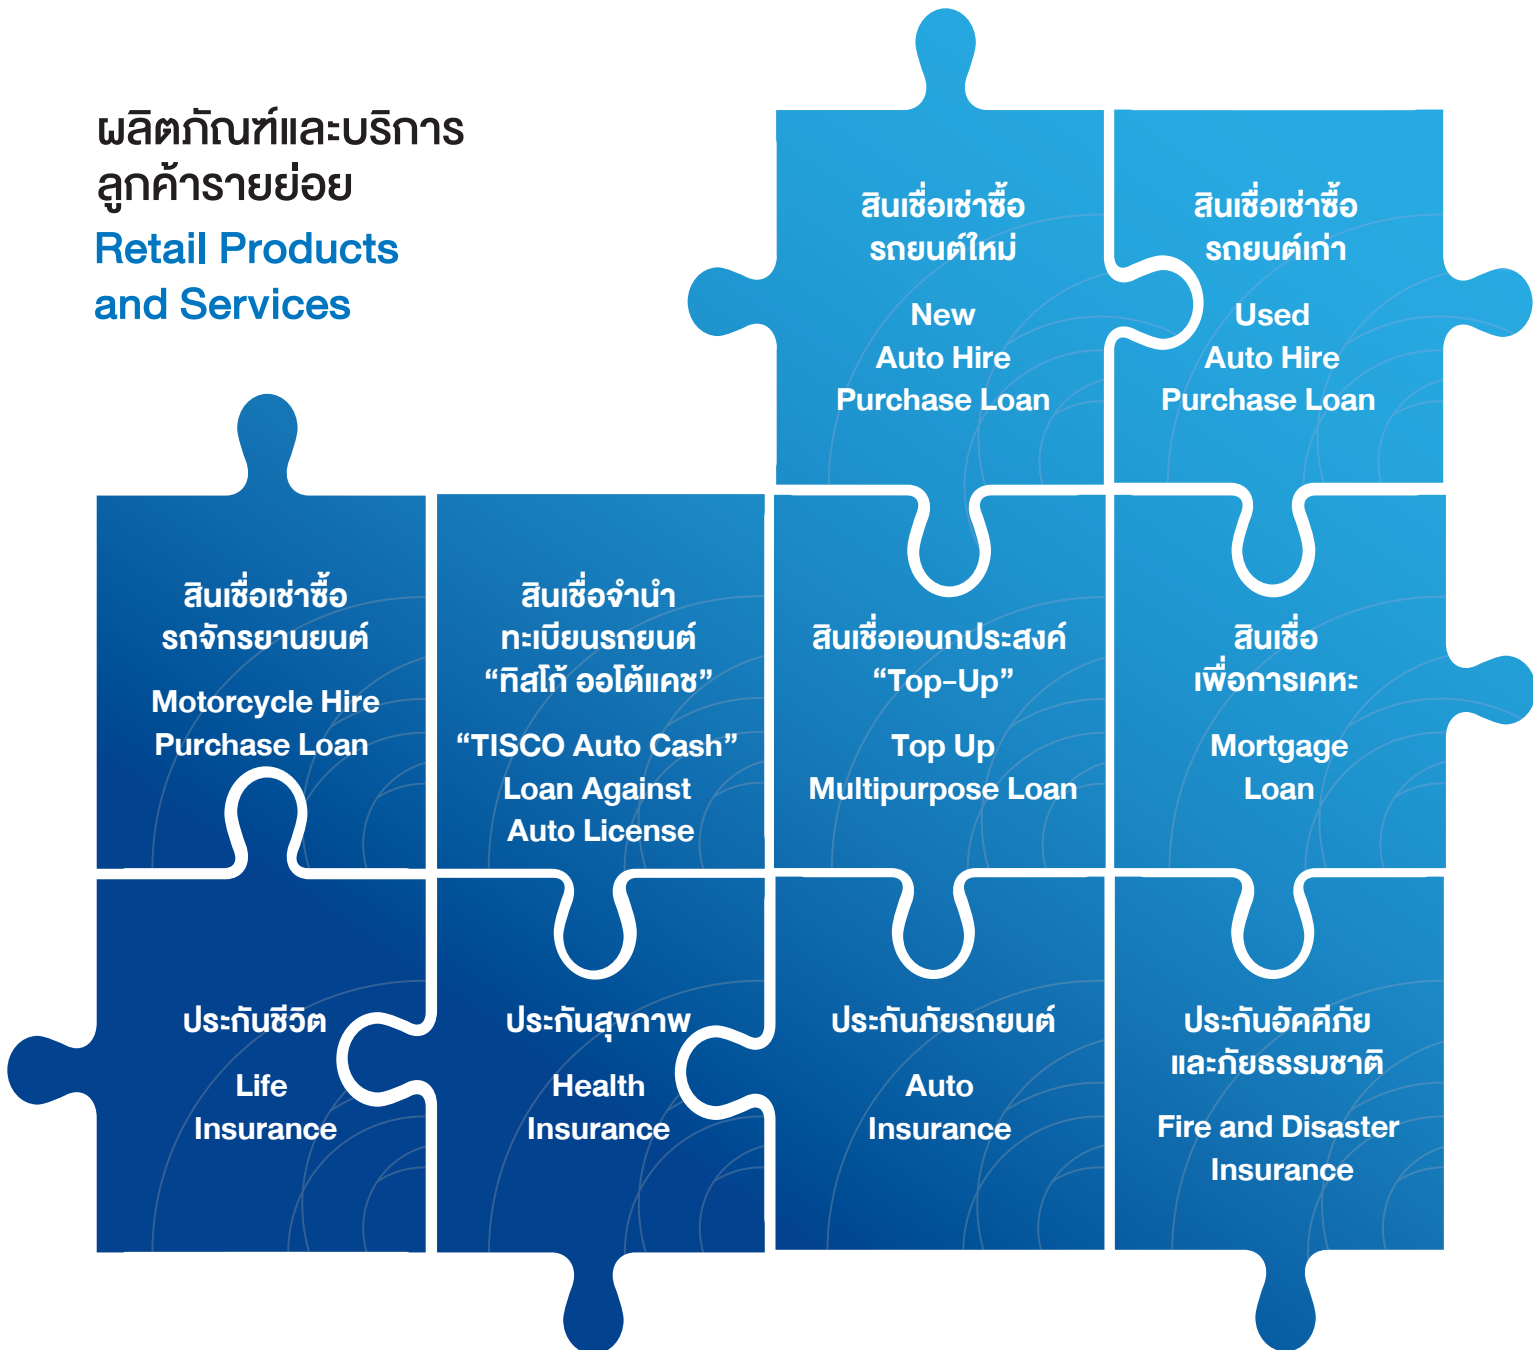 ผลิตภัณฑ์และบริการ
ลูกค้ารายย่อย
Retail Products
and Services
สินเชื่อเช่าซื้อ
รถยนต์ใหม่
New
Auto Hire
Purchase Loan
สินเชื่อเช่าซื้อ
รถยนต์เก่า
Used
Auto Hire
Purchase Loan
สินเชื่อเช่าซื้อ
รถจักรยานยนต์
Motorcycle Hire
Purchase Loan
สินเชื่อจำนำ
ทะเบียนรถยนต์
“ทิสโก้ ออโต้แคช”
“TISCO Auto Cash”
Loan Against
Auto License
สินเชื่อเอนกประสงค์
“Top-Up”
Top Up
Multipurpose Loan
สินเชื่อ
เพื่อการเคหะ
Mortgage
Loan
ประกันชีวิต
Life
Insurance
ประกันสุขภาพ
Health
Insurance
ประกันภัยรถยนต์
Auto
Insurance
ประกันอัคคีภัย
และภัยธรรมชาติ
Fire and Disaster
Insurance